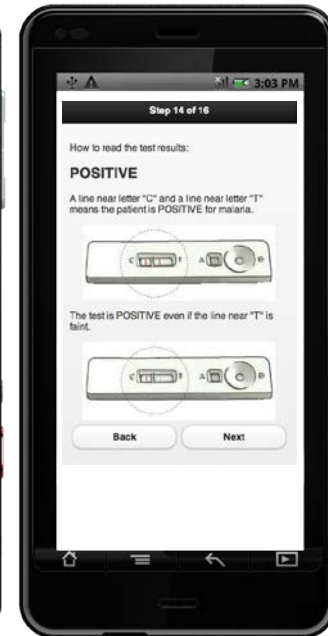 3:03 PM
Step 14 of 16
How to read the test results:
POSITIVE
A line near letter "C" and a line near letter "T"
means the patient is POSITIVE for malaria.
C T A B
The test is POSITIVE even if the line near "T" is
faint.
C T A B
Back Next